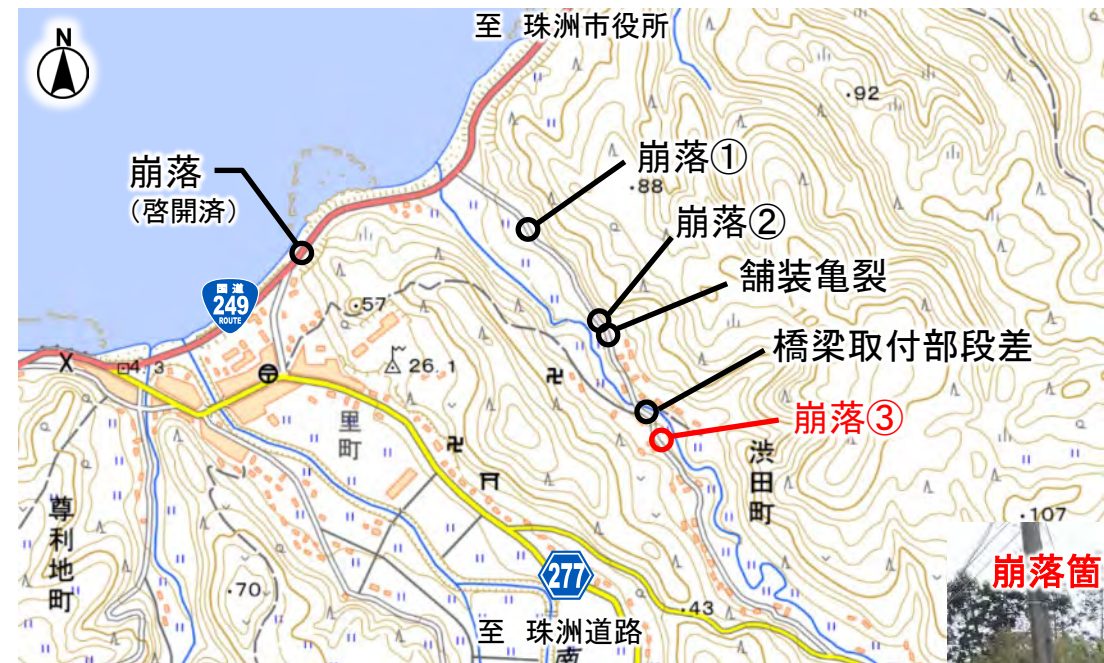 N
至 珠洲市役所
・92
崩落①
崩落
（啓開済）
・88
崩落②
舗装亀裂
国道
249
ROUTE
・57
橋梁取付部段差
4.3
26.1
崩落③
里町
渋田町
尊利地町
・107
崩落箇
277
・70
・43
至 珠洲道路
南